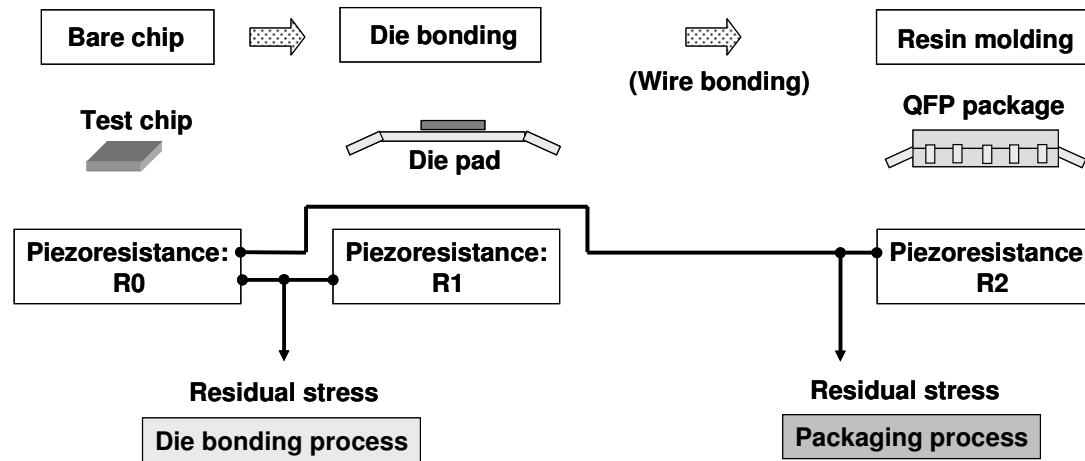 Bare chip
Die bonding
(Wire bonding)
Resin molding
Test chip
Die pad
QFP package
Piezoresistance:
R0
Piezoresistance:
R1
Piezoresistance
R2
Residual stress
Die bonding process
Residual stress
Packaging process